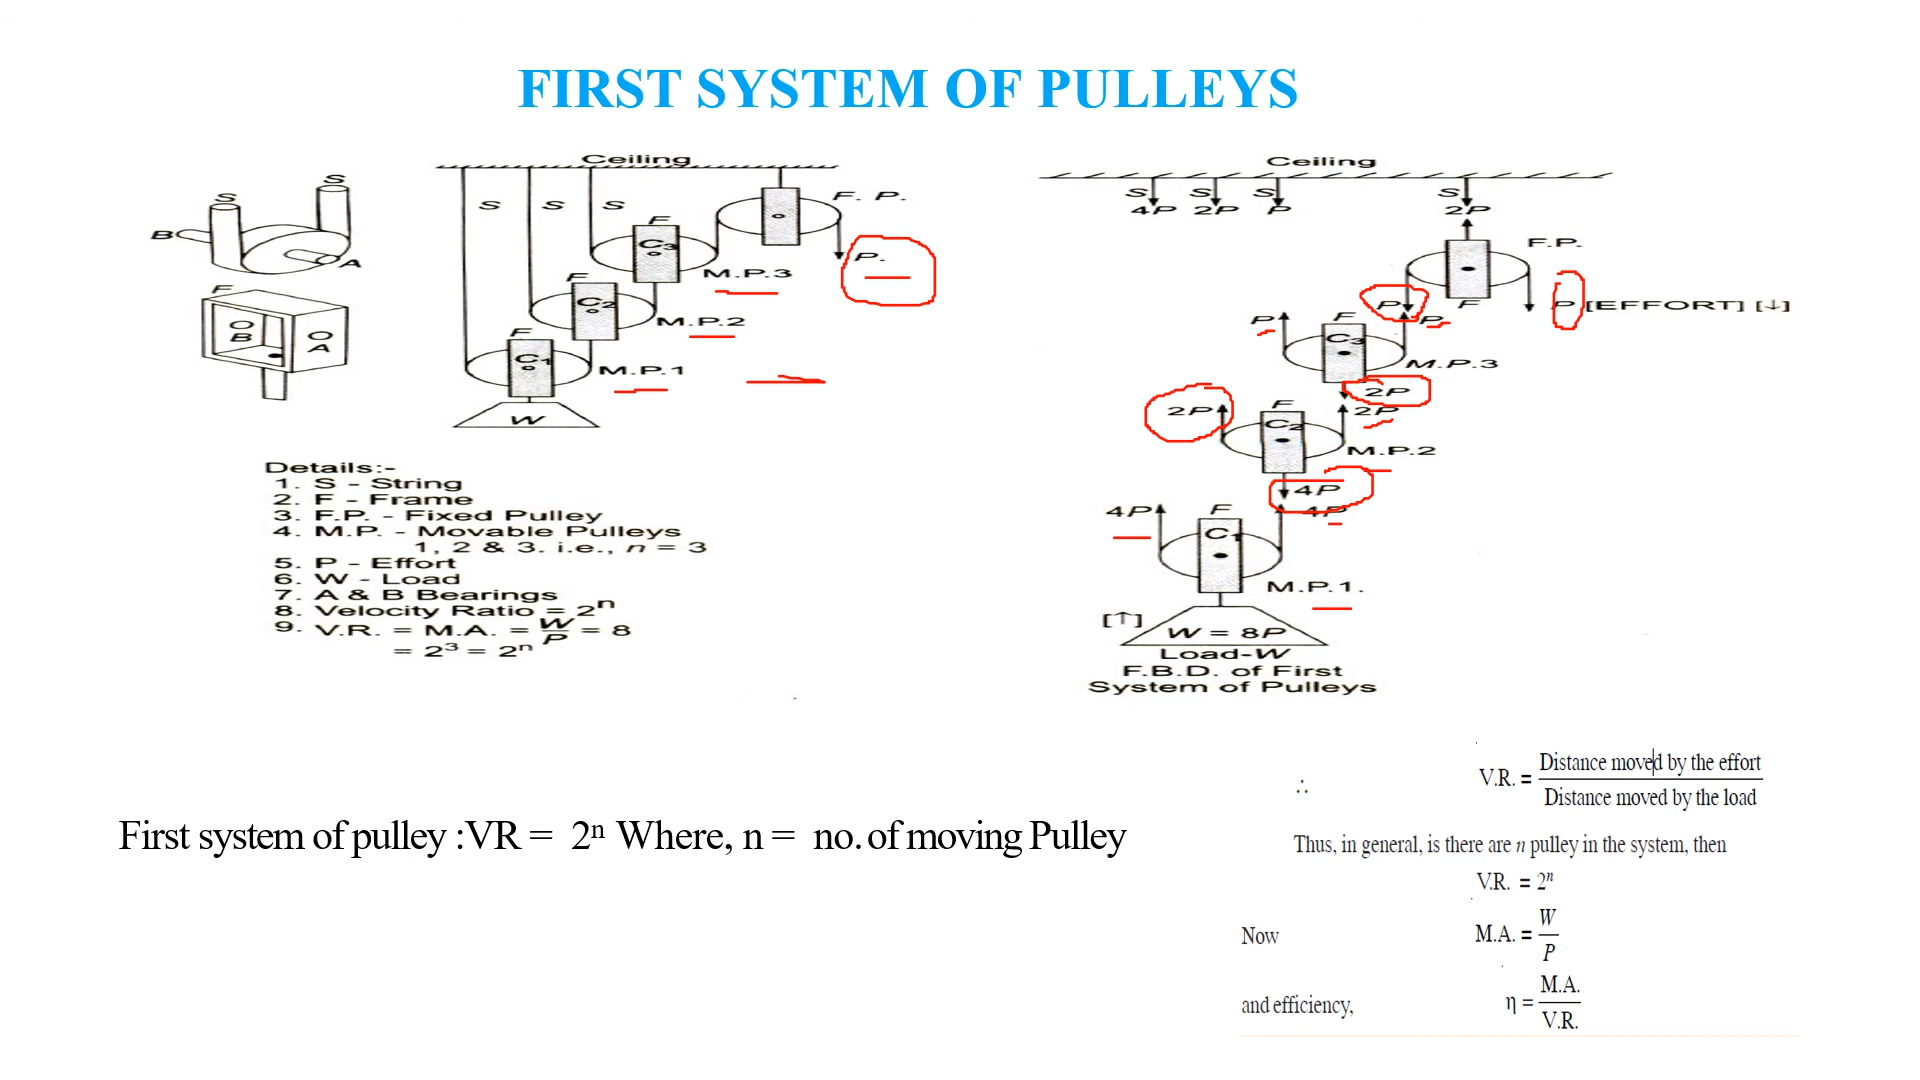 FIRST SYSTEM OF PULLEYS
Ceiling
S S
B
A
F
O B
O A
S S S
F. P.
P.
F
C3
M.P.3
F
C2
M.P.2
F
C1
M.P.1
W
Details:-
1. S - String
2. F - Frame
3. F.P. - Fixed Pulley
4. M.P. - Movable Pulleys
1, 2 & 3. i.e., n = 3
5. P - Effort
6. W - Load
7. A & B Bearings
8. Velocity Ratio = 2ⁿ
9. V.R. = M.A. = W/P = 8
= 2³ = 2ⁿ
Ceiling
S S S S
4P 2P P 2P
F.P.
P F P [EFFORT] [↓]
P F P
C3
M.P.3
2P
2P F 2P
C2
M.P.2
4P
4P F 4P
C1
M.P.1.
[↑]
W = 8P
Load-W
F.B.D. of First
System of Pulleys
First system of pulley :VR = 2ⁿ Where, n = no. of moving Pulley
∴ V.R. = Distance moved by the effort
Distance moved by the load
Thus, in general, is there are n pulley in the system, then
V.R. = 2ⁿ
Now M.A. = W/P
and efficiency, η = M.A./V.R.